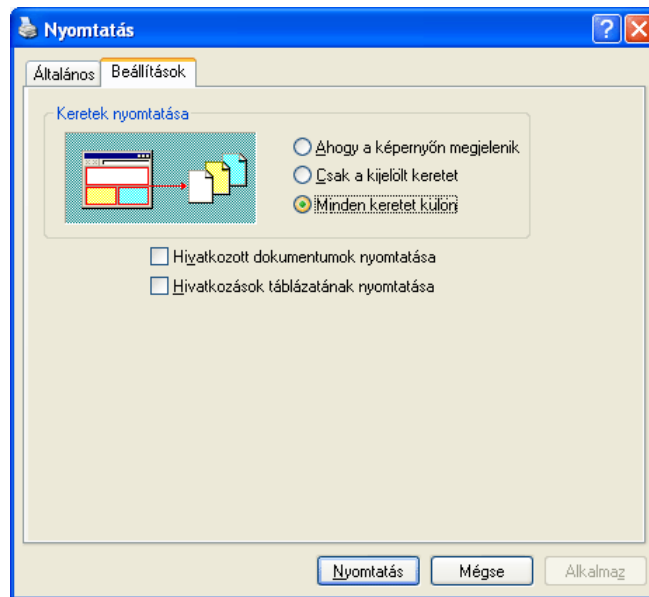 Nyomtatás
Általános Beállítások
Keretek nyomtatása
Ahogy a képernyőn megjelenik
Csak a kijelölt keretet
Minden keretet külön
Hivatkozott dokumentumok nyomtatása
Hivatkozások táblázatának nyomtatása
Nyomtatás Mégse Alkalmaz